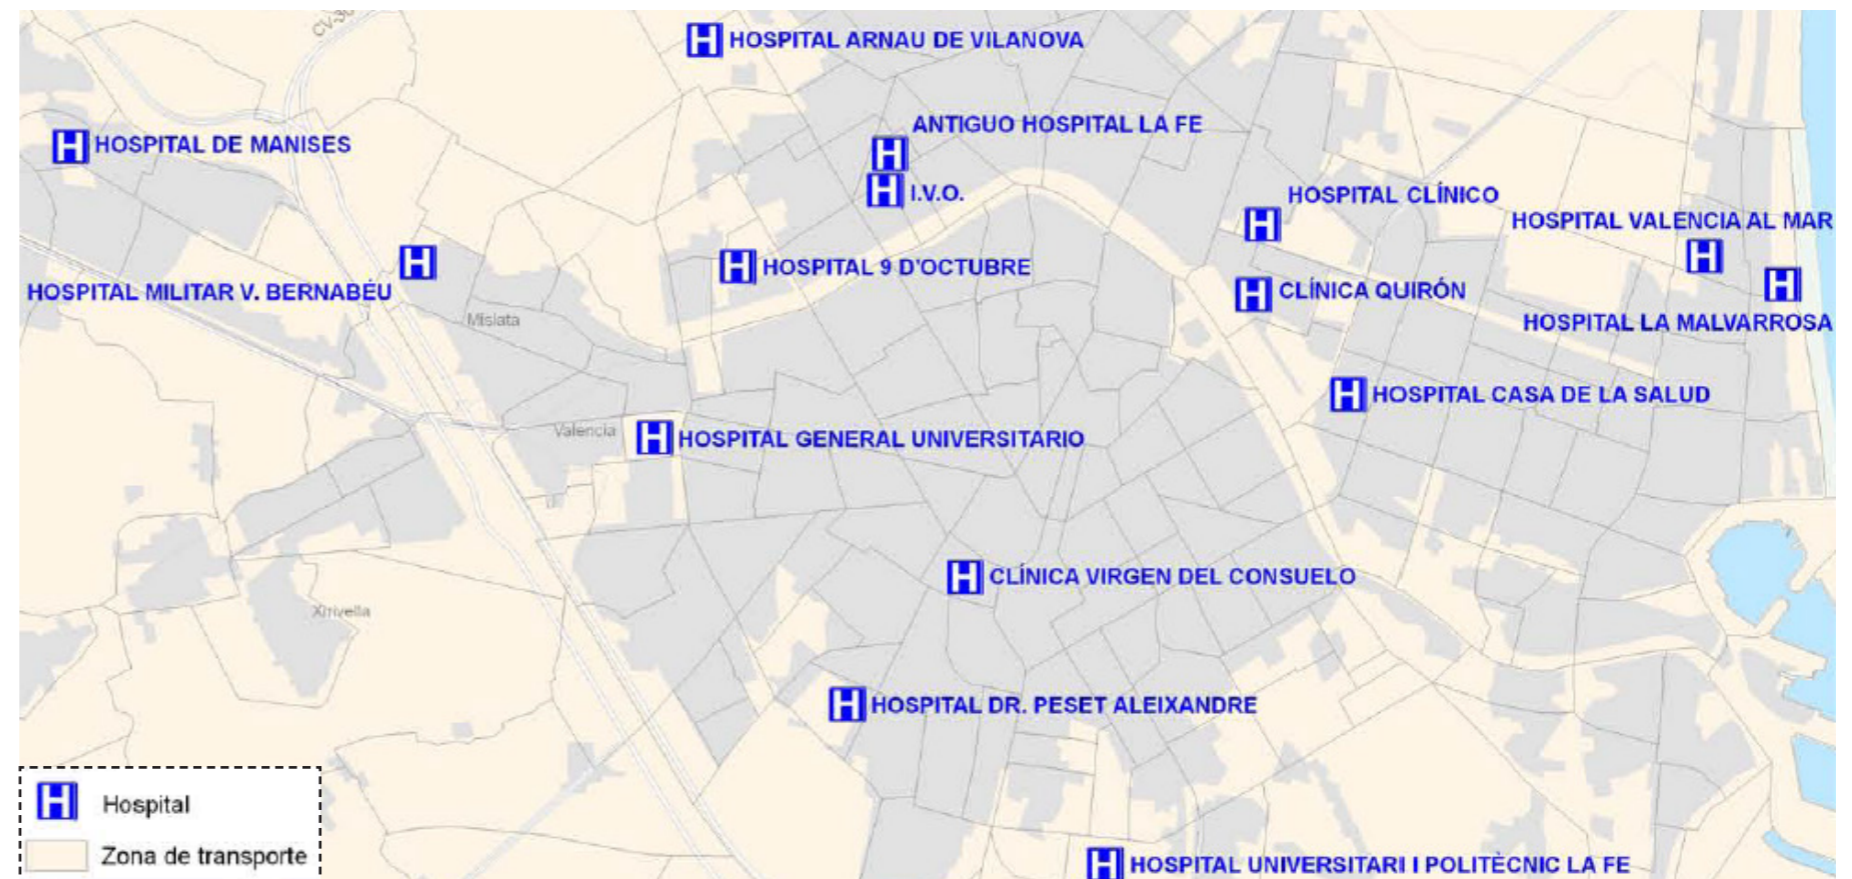 CV-30
HOSPITAL ARNAU DE VILANOVA
ANTIGUO HOSPITAL LA FE
HOSPITAL DE MANISES
I.V.O.
HOSPITAL CLÍNICO
HOSPITAL VALENCIA AL MAR
HOSPITAL 9 D'OCTUBRE
HOSPITAL MILITAR V. BERNABÉU
CLÍNICA QUIRÓN
Mislata
HOSPITAL LA MALVARROSA
HOSPITAL CASA DE LA SALUD
Valencia
HOSPITAL GENERAL UNIVERSITARIO
CLÍNICA VIRGEN DEL CONSUELO
Xirivella
HOSPITAL DR. PESET ALEIXANDRE
Hospital
Zona de transporte
HOSPITAL UNIVERSITARI I POLITÈCNIC LA FE